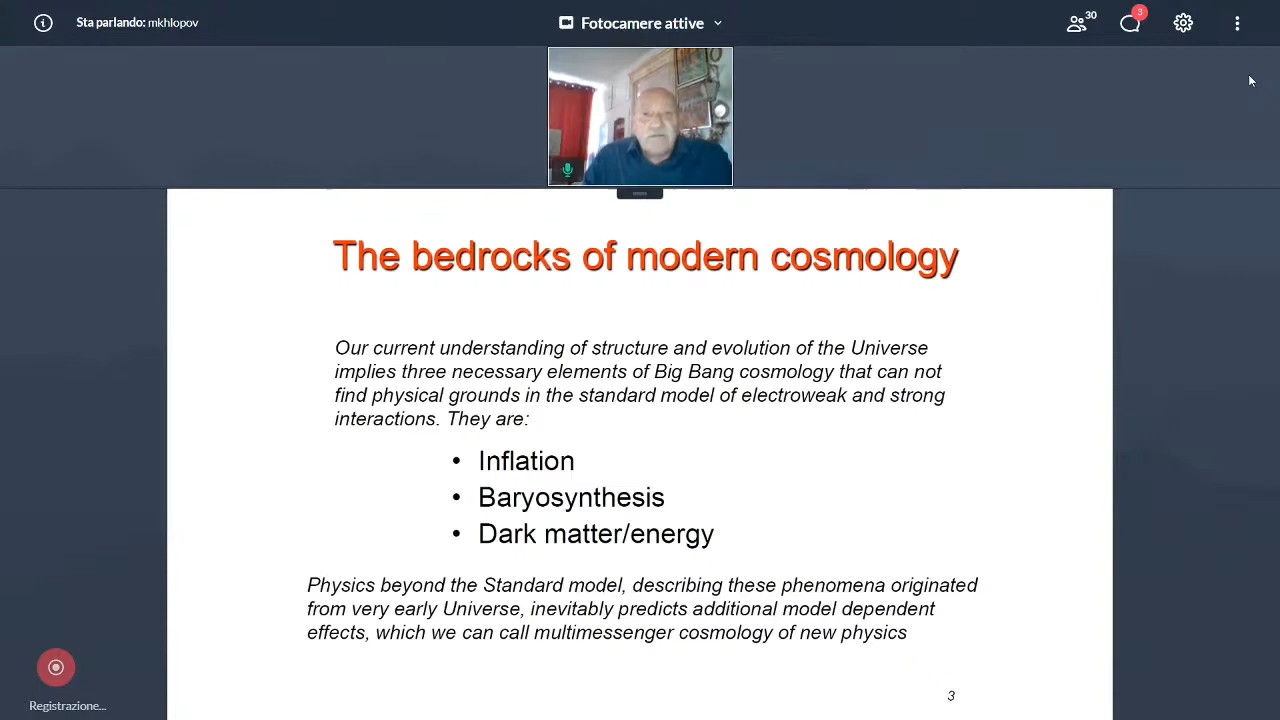 Sta parlando: mkhlopov
Fotocamere attive
30
3
The bedrocks of modern cosmology
Our current understanding of structure and evolution of the Universe
implies three necessary elements of Big Bang cosmology that can not
find physical grounds in the standard model of electroweak and strong
interactions. They are:
• Inflation
• Baryosynthesis
• Dark matter/energy
Physics beyond the Standard model, describing these phenomena originated
from very early Universe, inevitably predicts additional model dependent
effects, which we can call multimessenger cosmology of new physics
Registrazione...
3